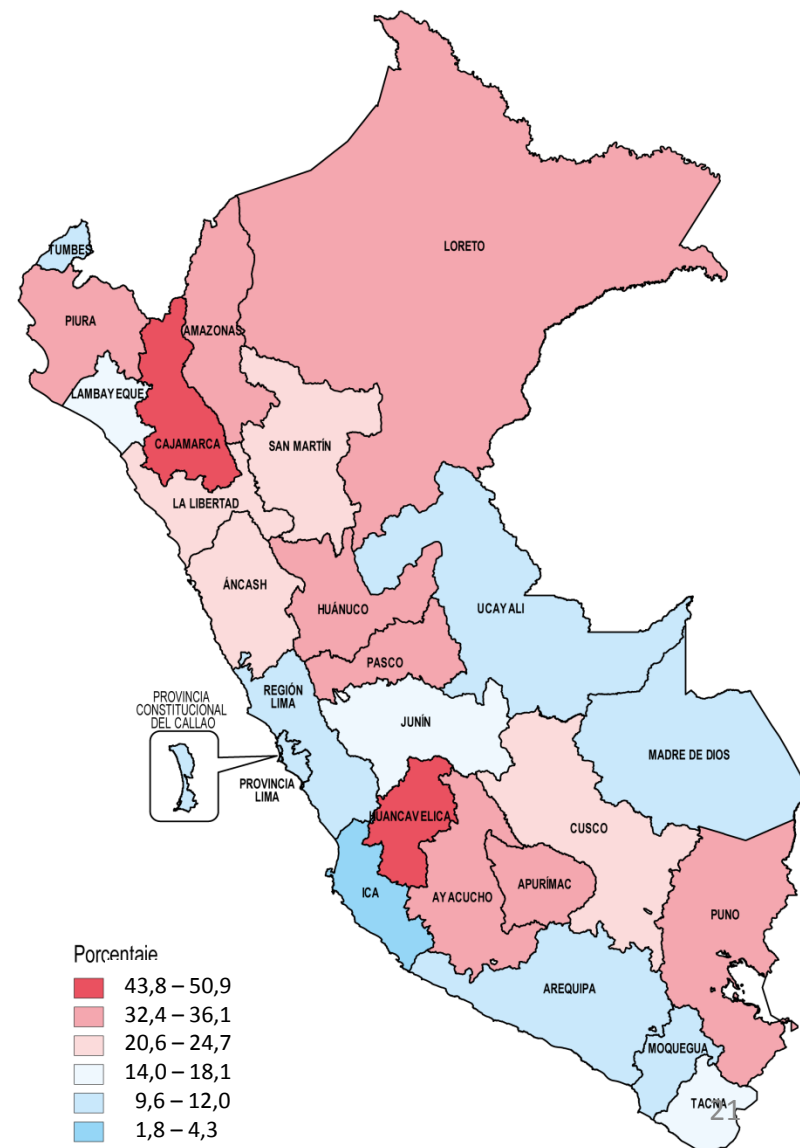 LORETO
TUMBES
PIURA
AMAZONAS
LAMBAYEQUE
CAJAMARCA
SAN MARTÍN
LA LIBERTAD
ÁNCASH
HUÁNUCO
UCAYALI
PASCO
REGIÓN
LIMA
PROVINCIA
CONSTITUCIONAL
DEL CALLAO
JUNÍN
MADRE DE DIOS
PROVINCIA
LIMA
HUANCAVELICA
CUSCO
ICA
AYACUCHO
APURÍMAC
PUNO
AREQUIPA
MOQUEGUA
TACNA
21
Porcentaje
43,8 – 50,9
32,4 – 36,1
20,6 – 24,7
14,0 – 18,1
9,6 – 12,0
1,8 – 4,3